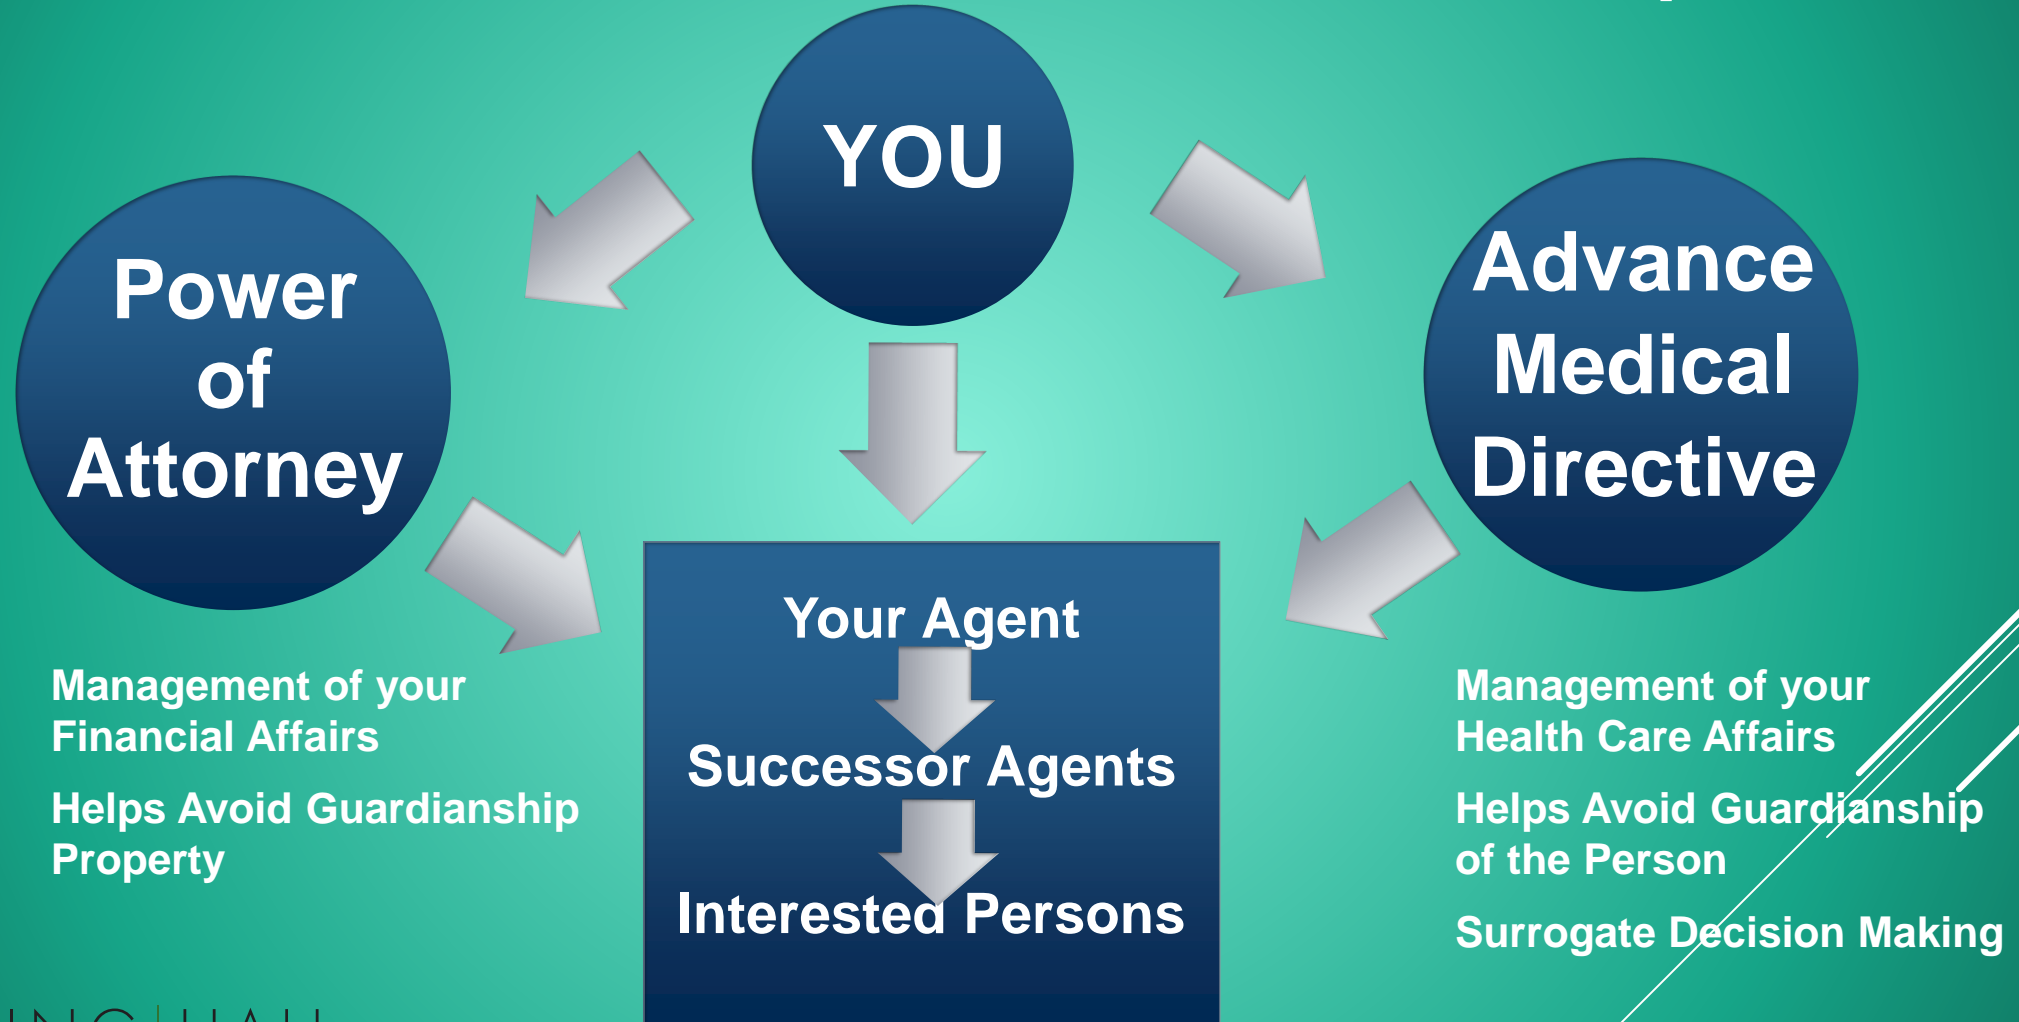 YOU
Power
of
Attorney
Advance
Medical
Directive
Your Agent
Successor Agents
Interested Persons
Management of your
Financial Affairs
Helps Avoid Guardianship
Property
Management of your
Health Care Affairs
Helps Avoid Guardianship
of the Person
Surrogate Decision Making